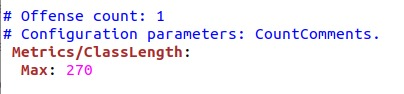 # Offense count: 1
# Configuration parameters: CountComments.
Metrics/ClassLength:
Max: 270